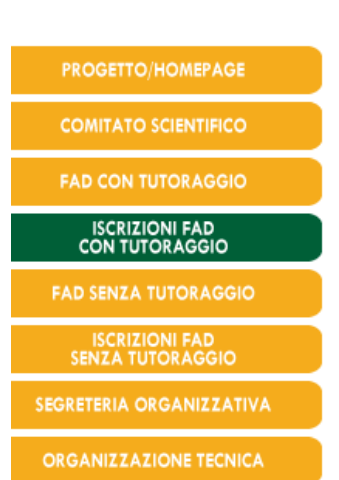 PROGETTO/HOMEPAGE
COMITATO SCIENTIFICO
FAD CON TUTORAGGIO
ISCRIZIONI FAD
CON TUTORAGGIO
FAD SENZA TUTORAGGIO
ISCRIZIONI FAD
SENZA TUTORAGGIO
SEGRETERIA ORGANIZZATIVA
ORGANIZZAZIONE TECNICA